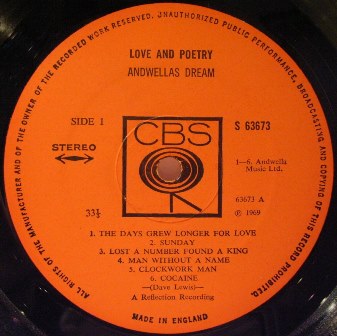 ALL RIGHTS OF THE MANUFACTURER AND OF THE OWNER OF THE RECORDED WORK RESERVED. UNAUTHORIZED PUBLIC PERFORMANCE, BROADCASTING AND COPYING OF THIS RECORD PROHIBITED.
LOVE AND POETRY
ANDWELLAS DREAM
SIDE 1
CBS
S 63673
STEREO
1—6. Andwella
Music Ltd.
63673 A
33⅓
℗ 1969
1. THE DAYS GREW LONGER FOR LOVE
2. SUNDAY
3. LOST A NUMBER FOUND A KING
4. MAN WITHOUT A NAME
5. CLOCKWORK MAN
6. COCAINE
—(Dave Lewis)—
A Reflection Recording
MADE IN ENGLAND